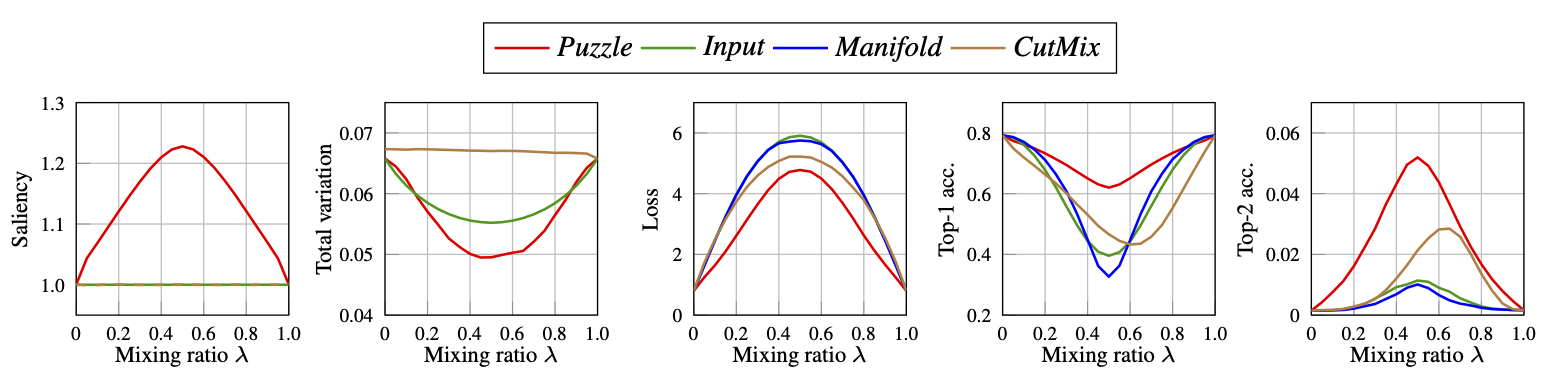 Puzzle Input Manifold CutMix
Saliency
1.3
1.2
1.1
1.0
0 0.2 0.4 0.6 0.8 1.0
Mixing ratio λ
Total variation
0.07
0.06
0.05
0.04
0 0.2 0.4 0.6 0.8 1.0
Mixing ratio λ
Loss
6
4
2
0
0 0.2 0.4 0.6 0.8 1.0
Mixing ratio λ
Top-1 acc.
0.8
0.6
0.4
0.2
0 0.2 0.4 0.6 0.8 1.0
Mixing ratio λ
Top-2 acc.
0.06
0.04
0.02
0
0 0.2 0.4 0.6 0.8 1.0
Mixing ratio λ